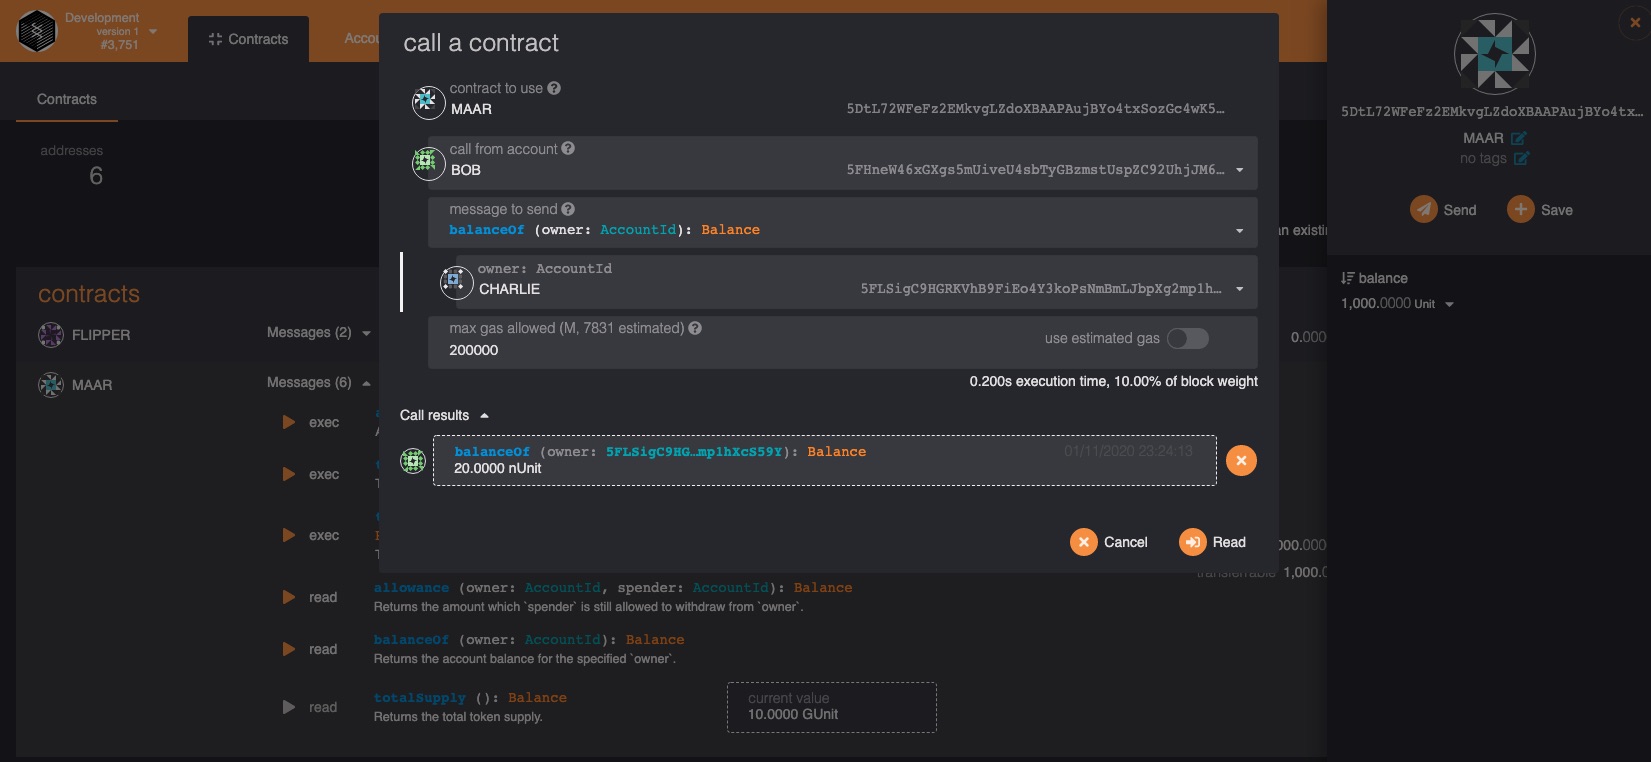 Development
version 1
#3,751
Contracts
Accou
Contracts
addresses
6
contracts
FLIPPER
Messages (2)
MAAR
Messages (6)
exec
exec
exec
read
allowance (owner: AccountId, spender: AccountId): Balance
Returns the amount which `spender` is still allowed to withdraw from `owner`.
read
balanceOf (owner: AccountId): Balance
Returns the account balance for the specified `owner`.
read
totalSupply (): Balance
Returns the total token supply.
current value
10.0000 GUnit
call a contract
contract to use
MAAR
5DtL72WFeFz2EMkvgLZdoXBAAPAujBYo4txSozGc4wK5…
call from account
BOB
5FHneW46xGXgs5mUiveU4sbTyGBzmstUspZC92UhjJM6…
message to send
balanceOf (owner: AccountId): Balance
owner: AccountId
CHARLIE
5FLSigC9HGRKVhB9FiEo4Y3koPsNmBmLJbpXg2mp1h…
max gas allowed (M, 7831 estimated)
200000
use estimated gas
0.200s execution time, 10.00% of block weight
Call results
balanceOf (owner: 5FLSigC9HG…mp1hXcS59Y): Balance
01/11/2020 23:24:13
20.0000 nUnit
Cancel
Read
an existin
0.000
000.000
transferrable 1,000.0
5DtL72WFeFz2EMkvgLZdoXBAAPAujBYo4tx…
MAAR
no tags
Send
Save
balance
1,000.0000 Unit